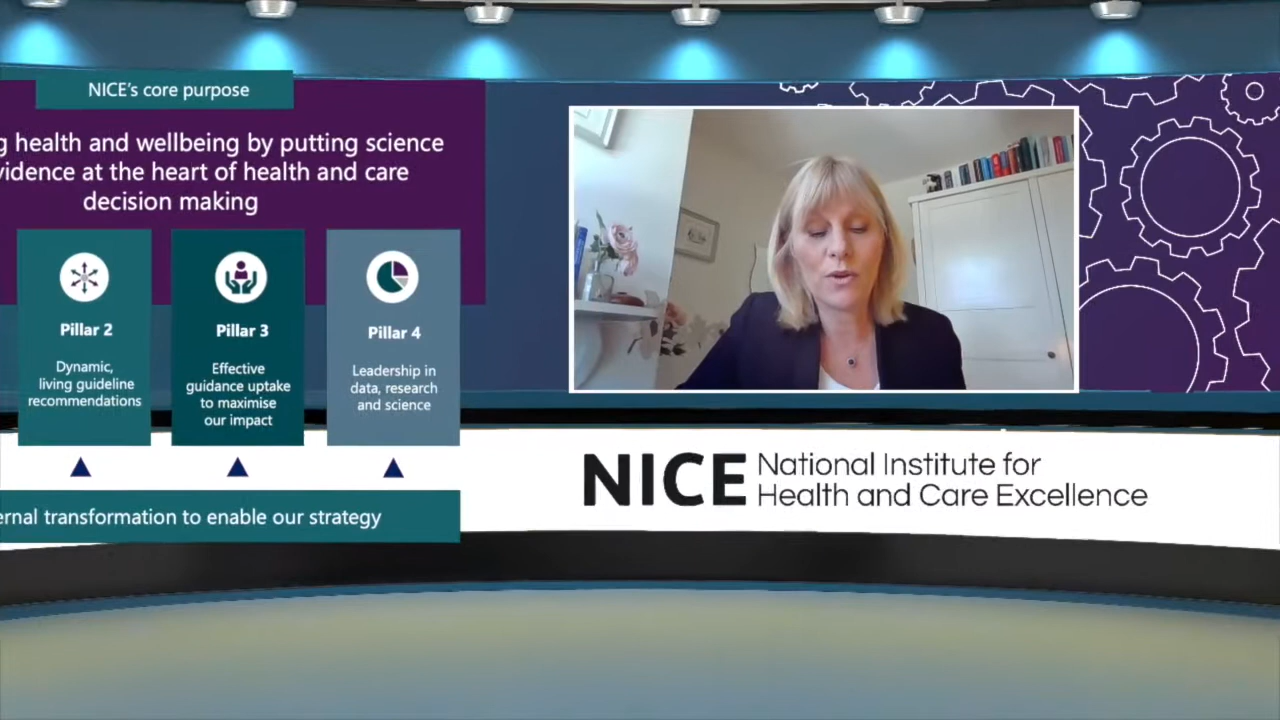 NICE's core purpose
g health and wellbeing by putting science
vidence at the heart of health and care
decision making
Pillar 2
Dynamic,
living guideline
recommendations
Pillar 3
Effective
guidance uptake
to maximise
our impact
Pillar 4
Leadership in
data, research
and science
ernal transformation to enable our strategy
NICE National Institute for
Health and Care Excellence